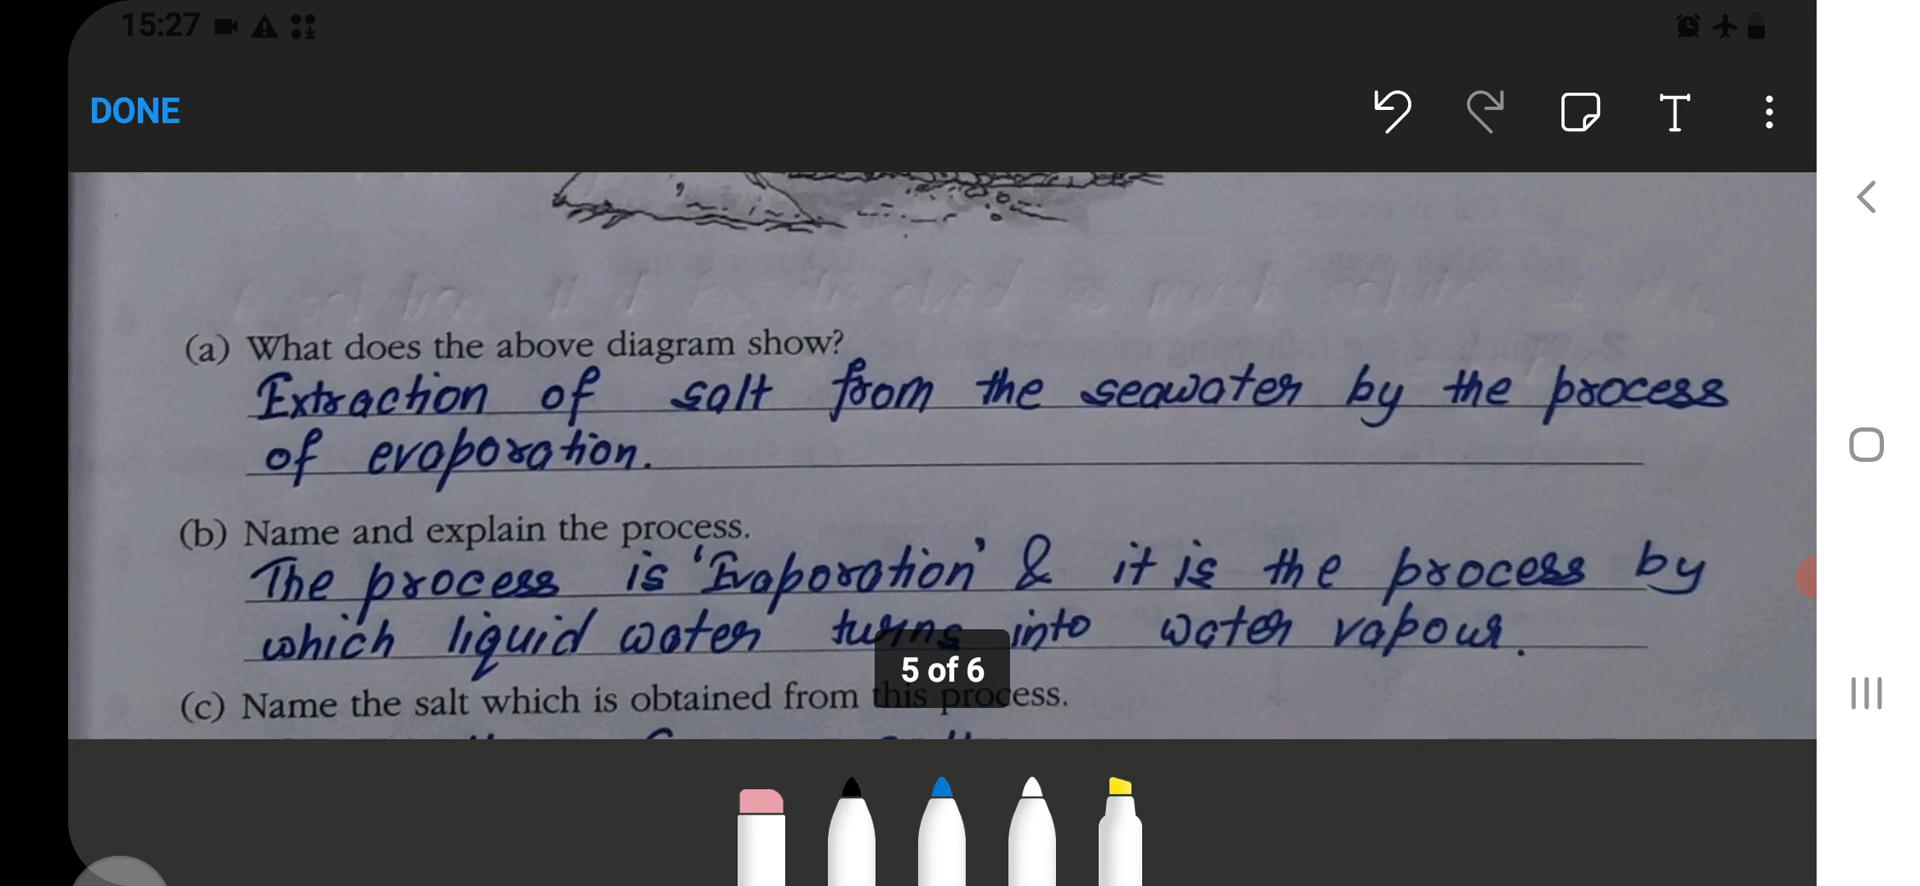 15:27
DONE
T
(a) What does the above diagram show?
Extraction of salt from the seawater by the process
of evaporation.
(b) Name and explain the process.
The process is 'Evaporation' & it is the process by
which liquid water turns into water vapour.
5 of 6
(c) Name the salt which is obtained from this process.